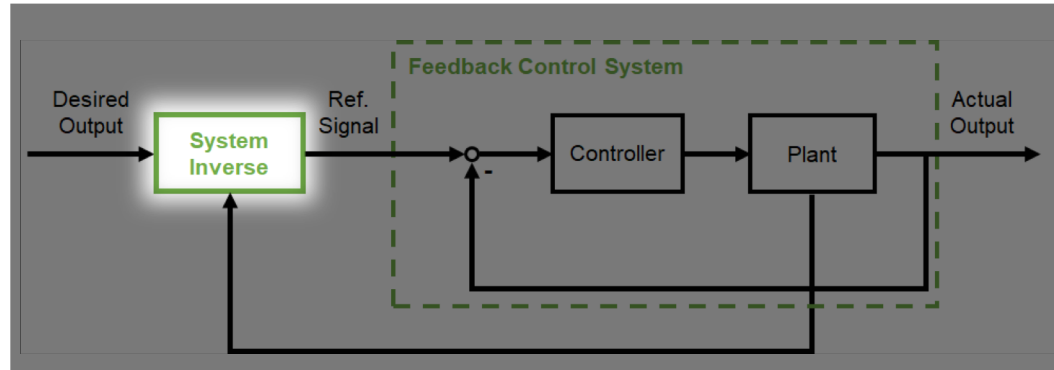 Feedback Control System
Desired
Output
System
Inverse
Ref.
Signal
-
Controller
Plant
Actual
Output